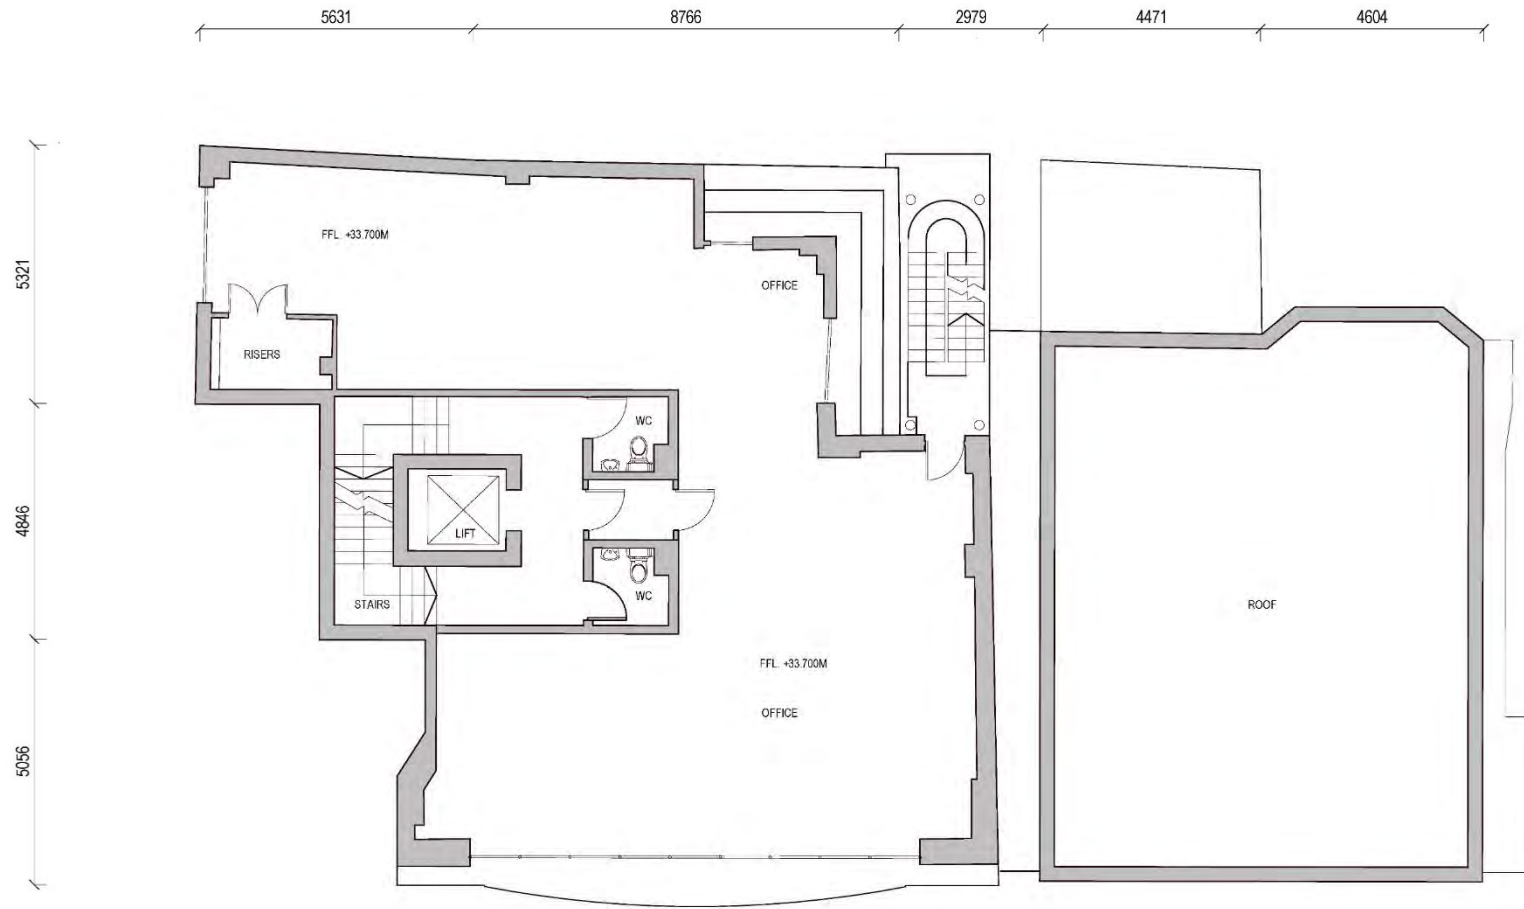 5631
8766
2979
4471
4604
5321
FFL. +33.700M
OFFICE
RISERS
WC
4846
LIFT
WC
STAIRS
ROOF
FFL. +33.700M
OFFICE
5056